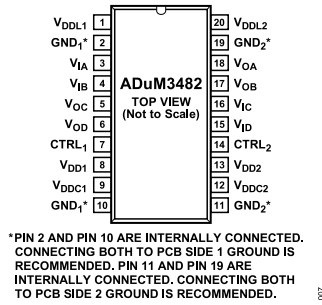 VDDL1 1 20 VDDL2
GND1* 2 19 GND2*
VIA 3 18 VOA
VIB 4 ADuM3482 17 VOB
VOC 5 TOP VIEW 16 VIC
VOD 6 (Not to Scale) 15 VID
CTRL1 7 14 CTRL2
VDD1 8 13 VDD2
VDDC1 9 12 VDDC2
GND1* 10 11 GND2*
*PIN 2 AND PIN 10 ARE INTERNALLY CONNECTED.
CONNECTING BOTH TO PCB SIDE 1 GROUND IS
RECOMMENDED. PIN 11 AND PIN 19 ARE
INTERNALLY CONNECTED. CONNECTING BOTH
TO PCB SIDE 2 GROUND IS RECOMMENDED.